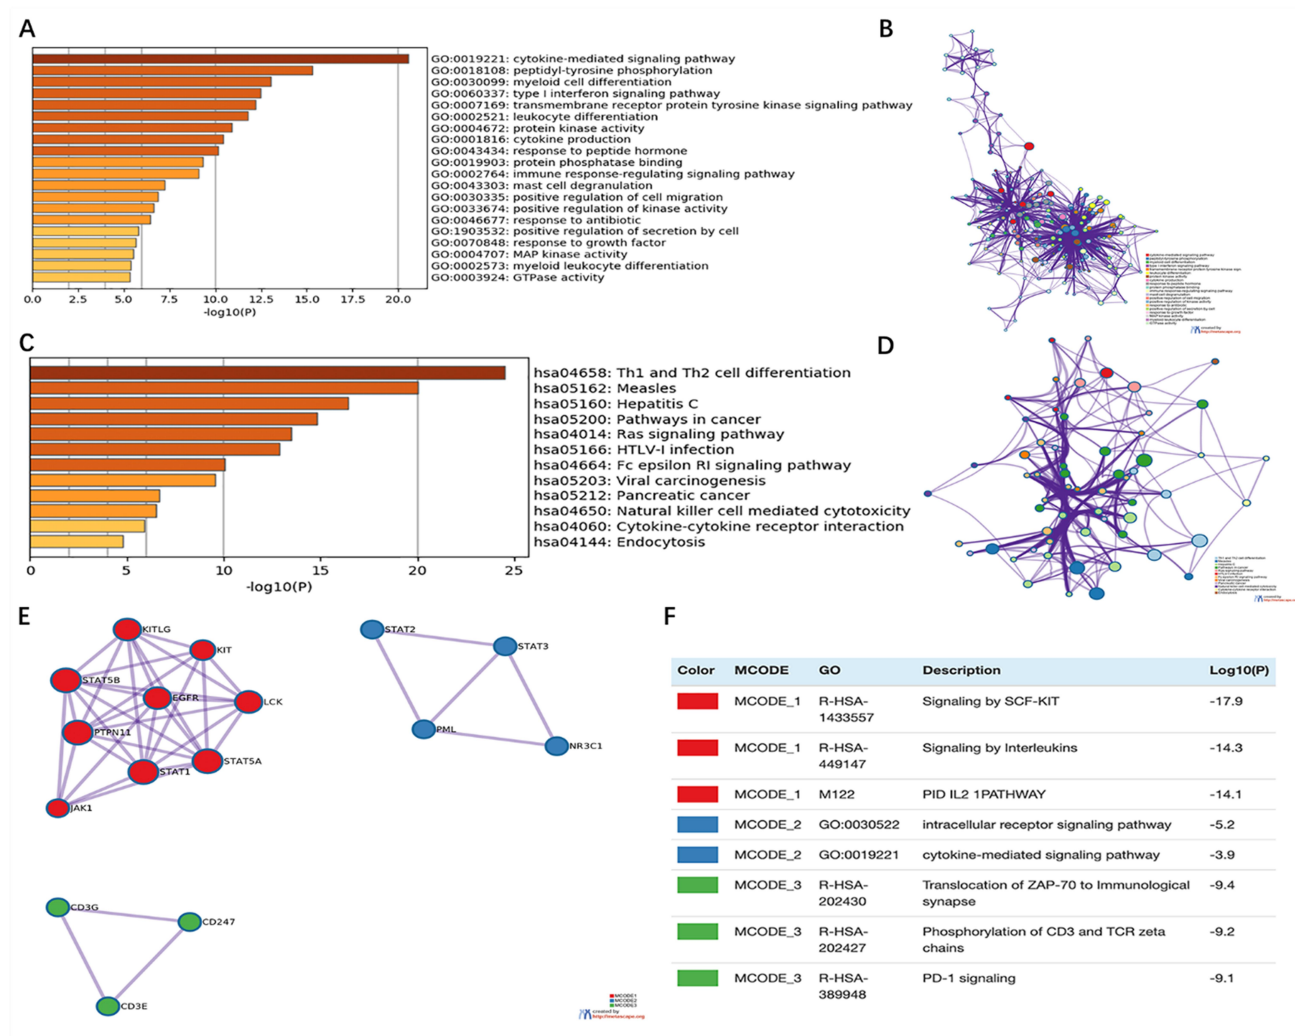 A
GO:0019221: cytokine-mediated signaling pathway
GO:0018108: peptidyl-tyrosine phosphorylation
GO:0030099: myeloid cell differentiation
GO:0060337: type I interferon signaling pathway
GO:0007169: transmembrane receptor protein tyrosine kinase signaling pathway
GO:0002521: leukocyte differentiation
GO:0004672: protein kinase activity
GO:0001816: cytokine production
GO:0043434: response to peptide hormone
GO:0019903: protein phosphatase binding
GO:0002764: immune response-regulating signaling pathway
GO:0043303: mast cell degranulation
GO:0030335: positive regulation of cell migration
GO:0033674: positive regulation of kinase activity
GO:0046677: response to antibiotic
GO:1903532: positive regulation of secretion by cell
GO:0070848: response to growth factor
GO:0004707: MAP kinase activity
GO:0002573: myeloid leukocyte differentiation
GO:0003924: GTPase activity
0.0 2.5 5.0 7.5 10.0 12.5 15.0 17.5 20.0
-log10(P)
B
created by
http://metascape.org
C
hsa04658: Th1 and Th2 cell differentiation
hsa05162: Measles
hsa05160: Hepatitis C
hsa05200: Pathways in cancer
hsa04014: Ras signaling pathway
hsa05166: HTLV-I infection
hsa04664: Fc epsilon RI signaling pathway
hsa05203: Viral carcinogenesis
hsa05212: Pancreatic cancer
hsa04650: Natural killer cell mediated cytotoxicity
hsa04060: Cytokine-cytokine receptor interaction
hsa04144: Endocytosis
0 5 10 15 20 25
-log10(P)
D
created by
E
KITLG
KIT
STAT5B
EGFR
LCK
PTPN11
STAT5A
STAT1
JAK1
STAT2
STAT3
PML
NR3C1
CD3G
CD247
CD3E
MCODE1
MCODE2
MCODE3
created by
http://metascape.org
F
Color MCODE GO Description Log10(P)
MCODE_1 R-HSA- Signaling by SCF-KIT -17.9
1433557
MCODE_1 R-HSA- Signaling by Interleukins -14.3
449147
MCODE_1 M122 PID IL2 1PATHWAY -14.1
MCODE_2 GO:0030522 intracellular receptor signaling pathway -5.2
MCODE_2 GO:0019221 cytokine-mediated signaling pathway -3.9
MCODE_3 R-HSA- Translocation of ZAP-70 to Immunological -9.4
202430 synapse
MCODE_3 R-HSA- Phosphorylation of CD3 and TCR zeta -9.2
202427 chains
MCODE_3 R-HSA- PD-1 signaling -9.1
389948